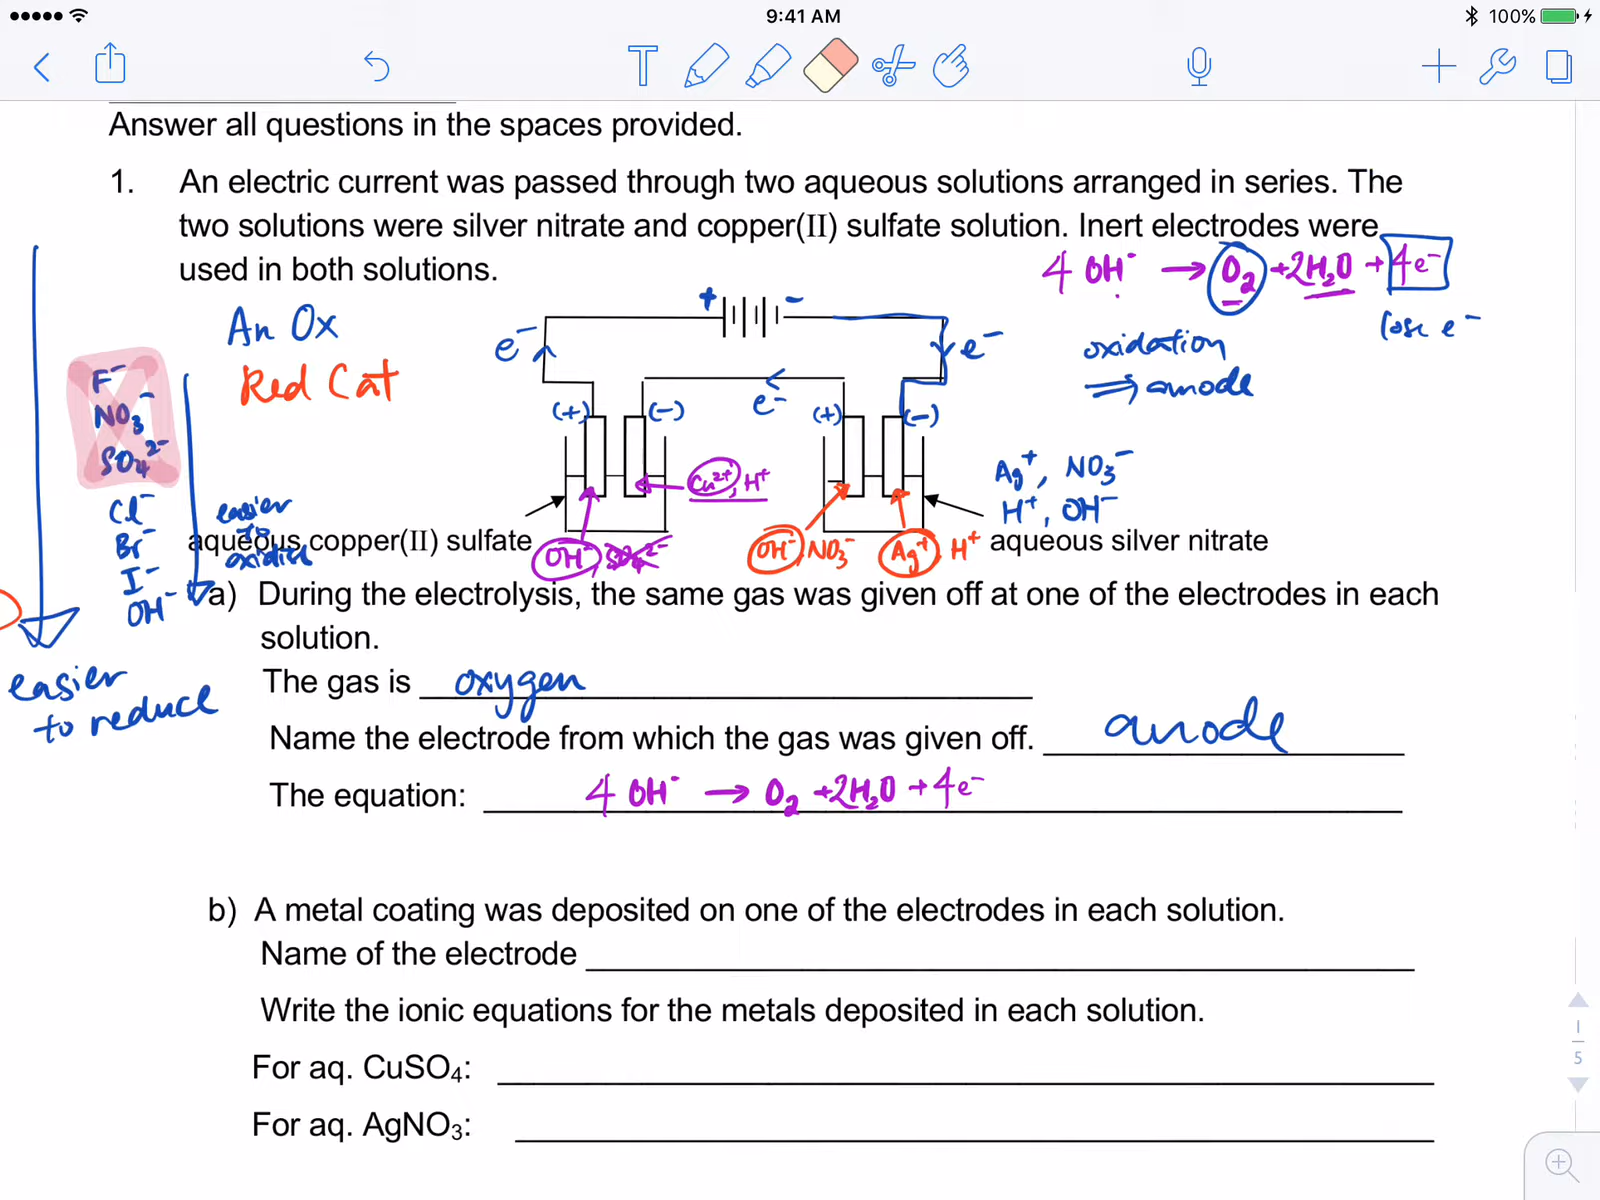 9:41 AM
100%
T
Answer all questions in the spaces provided.
1. An electric current was passed through two aqueous solutions arranged in series. The
two solutions were silver nitrate and copper(II) sulfate solution. Inert electrodes were
used in both solutions.
4 OH⁻ → O₂ +2H₂O +4e⁻
lose e⁻
An Ox
Red Cat
+ -
e⁻ e⁻
e⁻
oxidation
⇒ anode
(+) (-) (+) (-)
F⁻
NO₃⁻
SO₄²⁻
Cl⁻
Br⁻
I⁻
OH⁻
easier
to
oxidise
easier
to reduce
Cu²⁺, H⁺
Ag⁺, NO₃⁻
H⁺, OH⁻
aqueous copper(II) sulfate
OH⁻, SO₄²⁻
OH⁻, NO₃⁻
Ag⁺, H⁺
aqueous silver nitrate
a) During the electrolysis, the same gas was given off at one of the electrodes in each
solution.
The gas is oxygen
Name the electrode from which the gas was given off. anode
The equation: 4 OH⁻ → O₂ +2H₂O +4e⁻
b) A metal coating was deposited on one of the electrodes in each solution.
Name of the electrode
Write the ionic equations for the metals deposited in each solution.
For aq. CuSO₄:
For aq. AgNO₃:
1
5